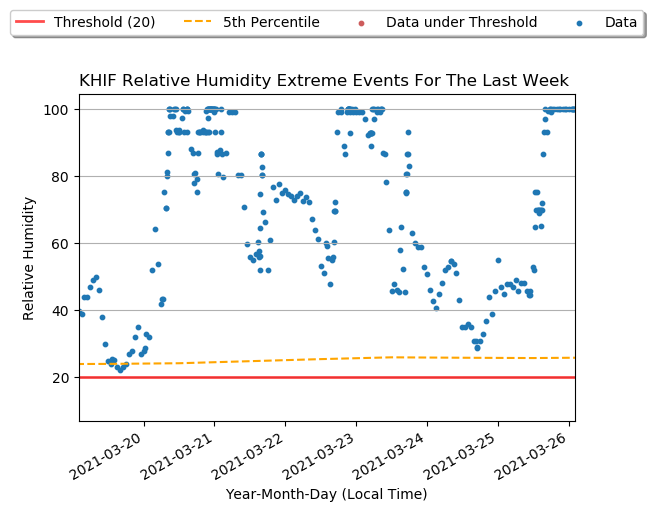 Threshold (20) 5th Percentile Data under Threshold Data
KHIF Relative Humidity Extreme Events For The Last Week
100
80
60
40
20
Relative Humidity
2021-03-20 2021-03-21 2021-03-22 2021-03-23 2021-03-24 2021-03-25 2021-03-26
Year-Month-Day (Local Time)